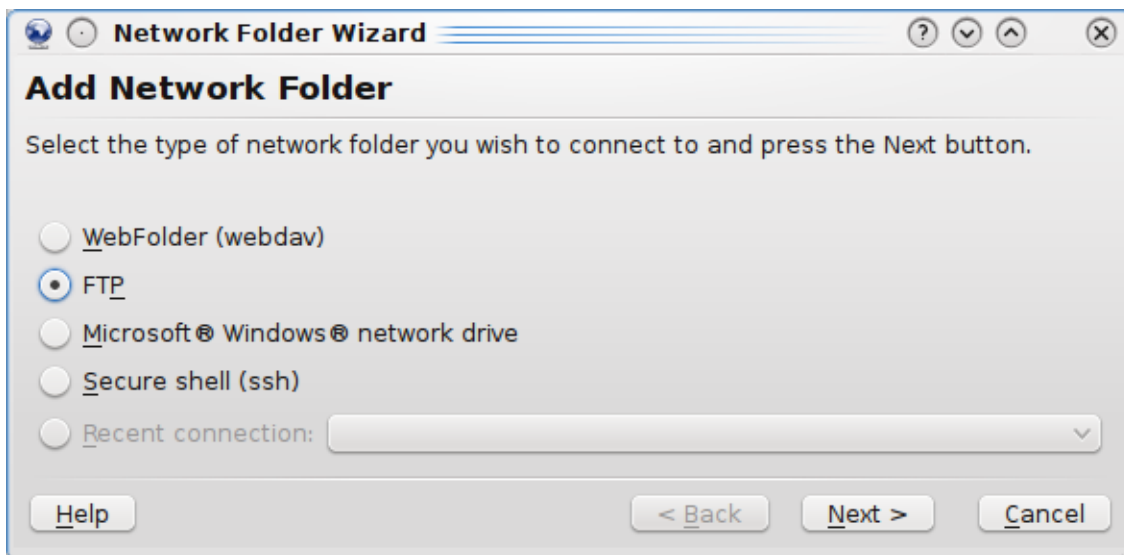 Network Folder Wizard
Add Network Folder
Select the type of network folder you wish to connect to and press the Next button.
WebFolder (webdav)
FTP
Microsoft® Windows® network drive
Secure shell (ssh)
Recent connection:
Help < Back Next > Cancel